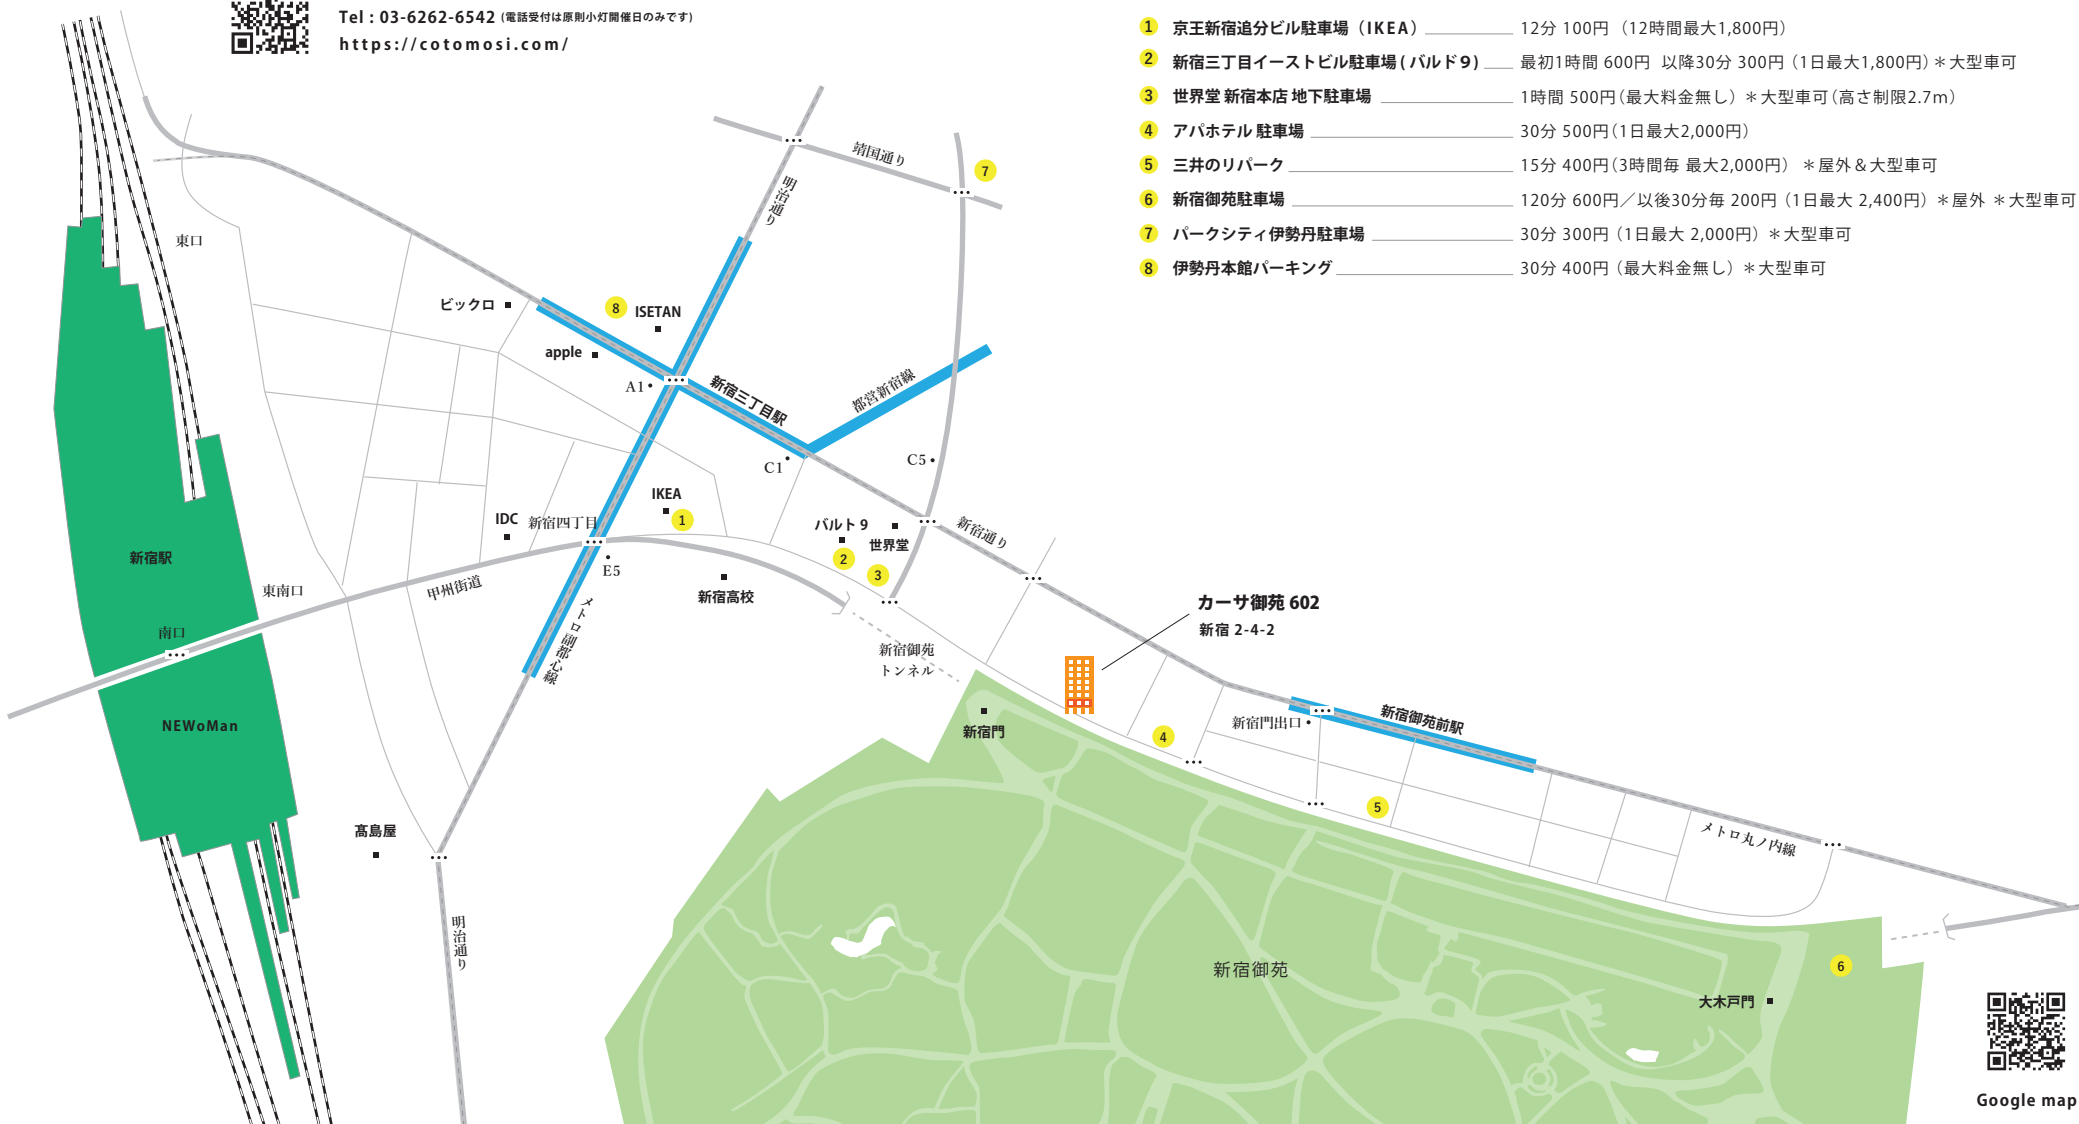 Tel : 03-6262-6542 (電話受付は原則小灯開催日のみです)
https://cotomosi.com/
1 京王新宿追分ビル駐車場（IKEA） 12分 100円 （12時間最大1,800円）
2 新宿三丁目イーストビル駐車場 ( バルド９) 最初1時間 600円 以降30分 300円（1日最大1,800円）＊大型車可
3 世界堂 新宿本店 地下駐車場 1時間 500円（最大料金無し）＊大型車可（高さ制限2.7m）
4 アパホテル 駐車場 30分 500円（1日最大2,000円）
5 三井のリパーク 15分 400円（3時間毎 最大2,000円） ＊屋外＆大型車可
6 新宿御苑駐車場 120分 600円／以後30分毎 200円（1日最大 2,400円）＊屋外 ＊大型車可
7 パークシティ伊勢丹駐車場 30分 300円（1日最大 2,000円）＊大型車可
8 伊勢丹本館パーキング 30分 400円（最大料金無し）＊大型車可
靖国通り
7
明治通り
東口
ビックロ
8
ISETAN
apple
A1
新宿三丁目駅
都営新宿線
C1
C5
IKEA
1
IDC
新宿四丁目
バルト 9
世界堂
新宿通り
2
3
新宿駅
E5
東南口
甲州街道
新宿高校
カーサ御苑 602
新宿 2-4-2
南口
メトロ副都心線
新宿御苑
トンネル
NEWoMan
新宿門
新宿門出口
新宿御苑前駅
4
5
髙島屋
メトロ丸ノ内線
明治通り
新宿御苑
6
大木戸門
Google map